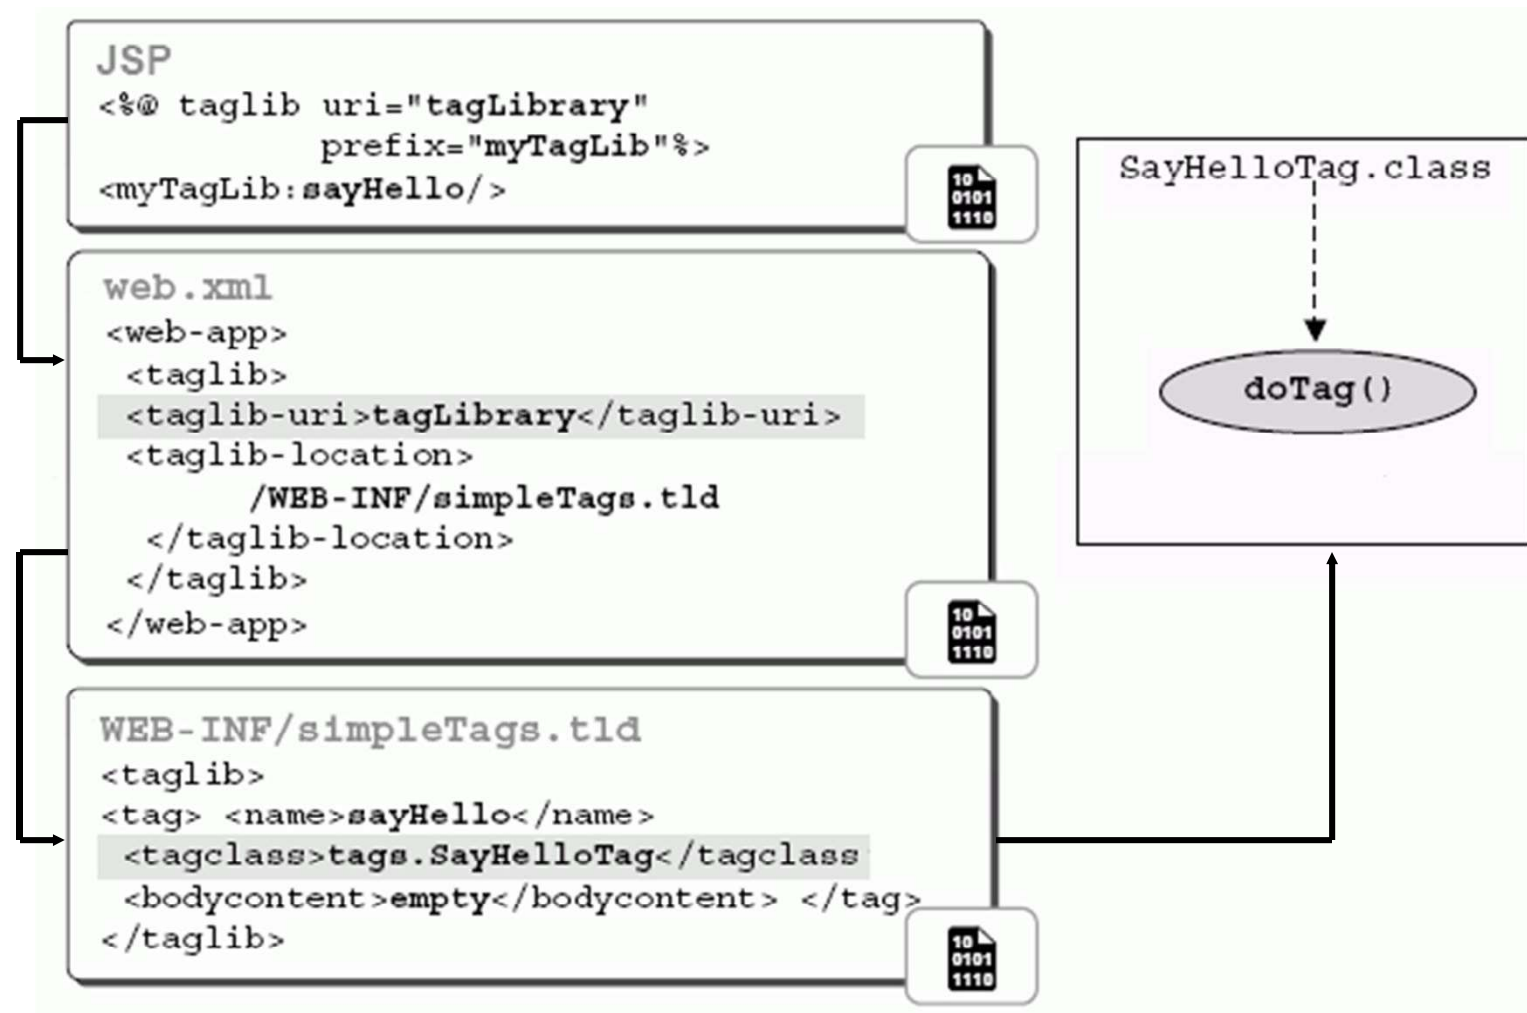 JSP
<%@ taglib uri="tagLibrary"
prefix="myTagLib"%>
<myTagLib:sayHello/>
10
0101
1110
web.xml
<web-app>
<taglib>
<taglib-uri>tagLibrary</taglib-uri>
<taglib-location>
/WEB-INF/simpleTags.tld
</taglib-location>
</taglib>
</web-app>
10
0101
1110
WEB-INF/simpleTags.tld
<taglib>
<tag> <name>sayHello</name>
<tagclass>tags.SayHelloTag</tagclass
<bodycontent>empty</bodycontent> </tag>
</taglib>
10
0101
1110
SayHelloTag.class
doTag()